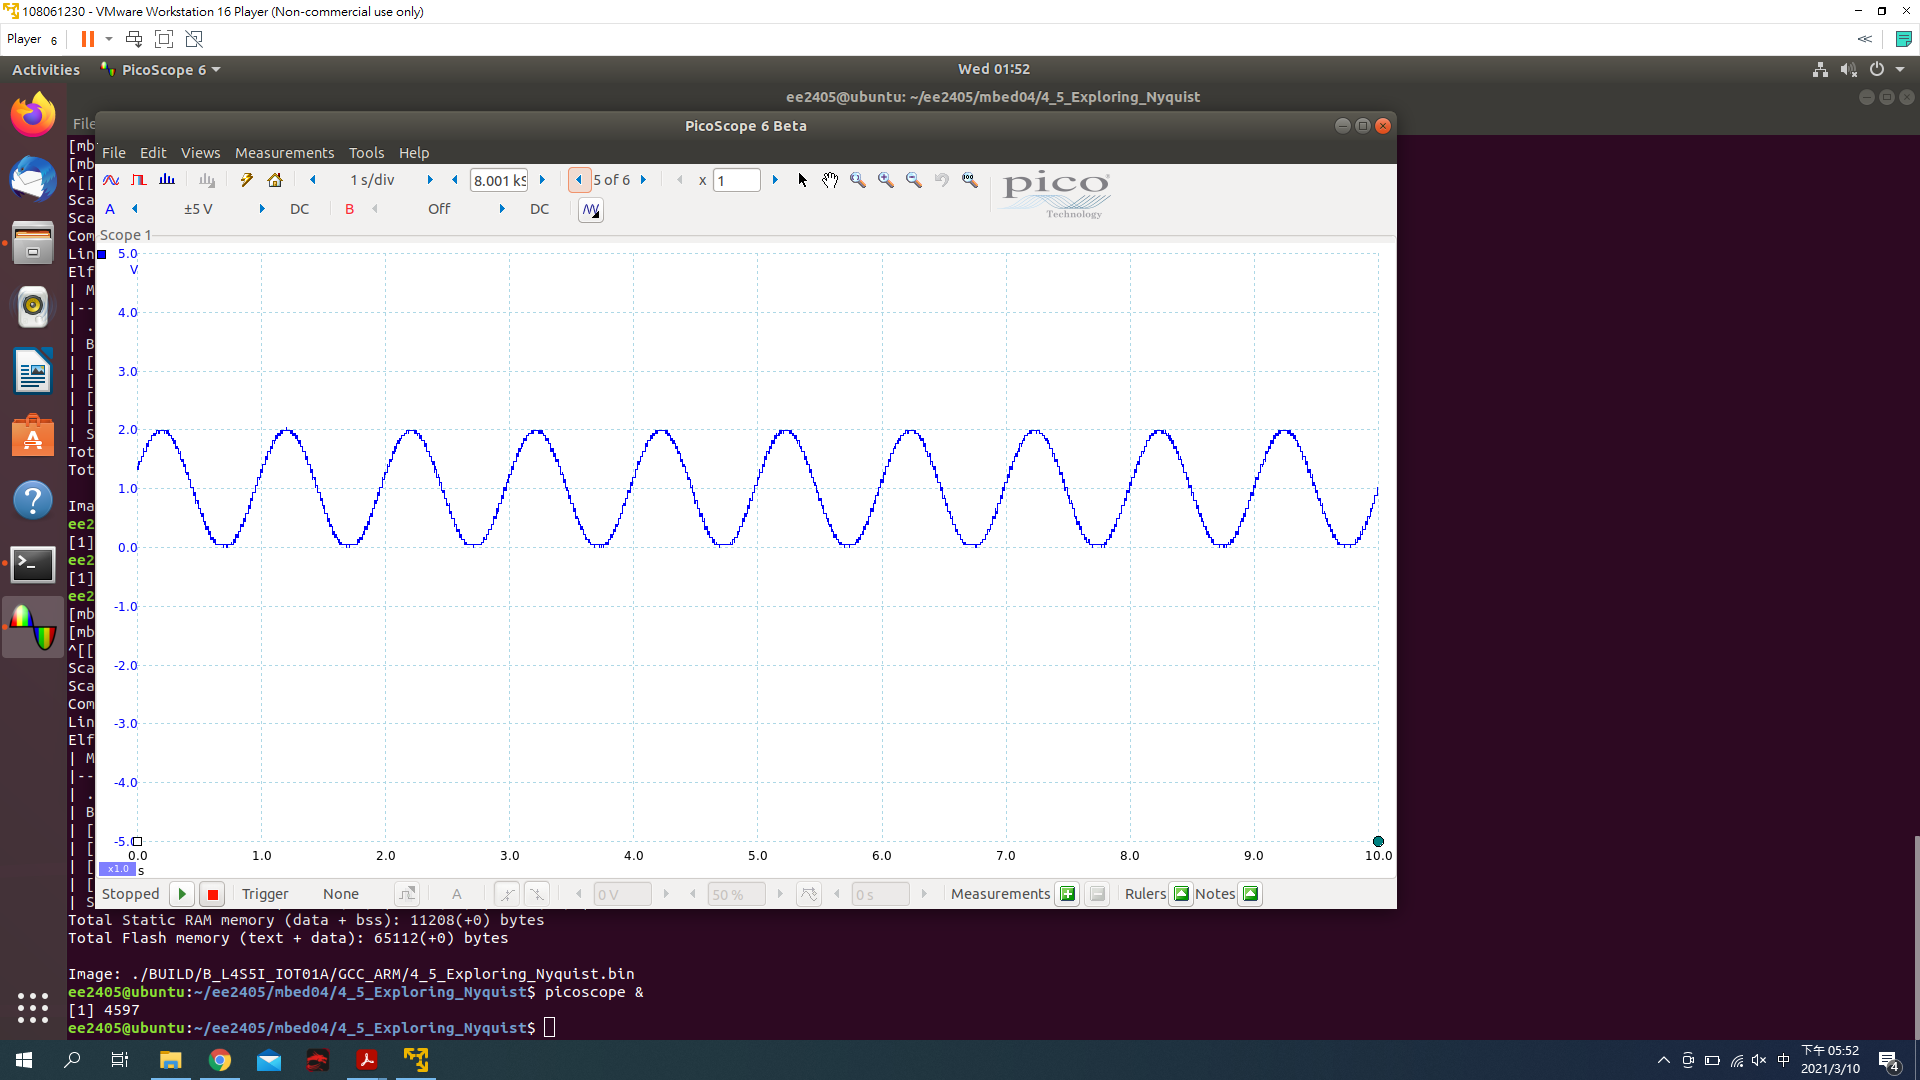 108061230 - VMware Workstation 16 Player (Non-commercial use only)
Player 6
Activities PicoScope 6 Wed 01:52
ee2405@ubuntu: ~/ee2405/mbed04/4_5_Exploring_Nyquist
File
PicoScope 6 Beta
File Edit Views Measurements Tools Help
1 s/div 8.001 kS 5 of 6 x 1
A ±5 V DC B Off DC
pico
Technology
Scope 1
5.0
V
4.0
3.0
2.0
1.0
0.0
-1.0
-2.0
-3.0
-4.0
-5.0
0.0 1.0 2.0 3.0 4.0 5.0 6.0 7.0 8.0 9.0 10.0
x1.0 s
Stopped Trigger None A 0 V 50 % 0 s Measurements Rulers Notes
[mb
[mb
^[[
Sca
Sca
Com
Lin
Elf
| M
|--
| .
| B
| [
| [
| [
| [
| S
Tot
Tot
Ima
ee2
[1]
ee2
[1]
ee2
[mb
[mb
^[[
Sca
Sca
Com
Lin
Elf
| M
|--
| .
| B
| [
| [
| [
| [
| S
Total Static RAM memory (data + bss): 11208(+0) bytes
Total Flash memory (text + data): 65112(+0) bytes
Image: ./BUILD/B_L4S5I_IOT01A/GCC_ARM/4_5_Exploring_Nyquist.bin
ee2405@ubuntu:~/ee2405/mbed04/4_5_Exploring_Nyquist$ picoscope &
[1] 4597
ee2405@ubuntu:~/ee2405/mbed04/4_5_Exploring_Nyquist$
中 下午 05:52
2021/3/10
4